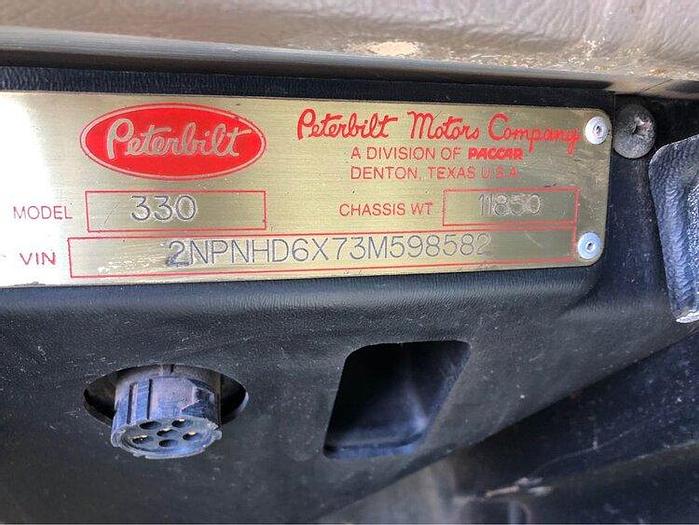 Peterbilt
Peterbilt Motors Company
A DIVISION OF PACCAR
DENTON, TEXAS U.S.A.
MODEL 330 CHASSIS WT 11850
VIN 2NPNHD6X73M598582